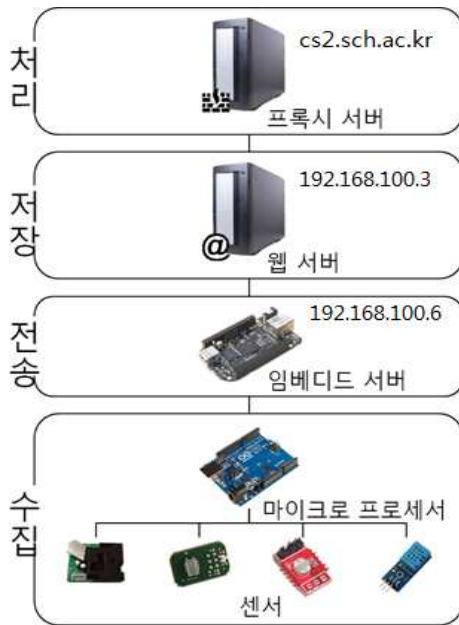 처리
cs2.sch.ac.kr
프록시 서버
저장
192.168.100.3
@
웹 서버
전송
192.168.100.6
임베디드 서버
수집
마이크로 프로세서
센서